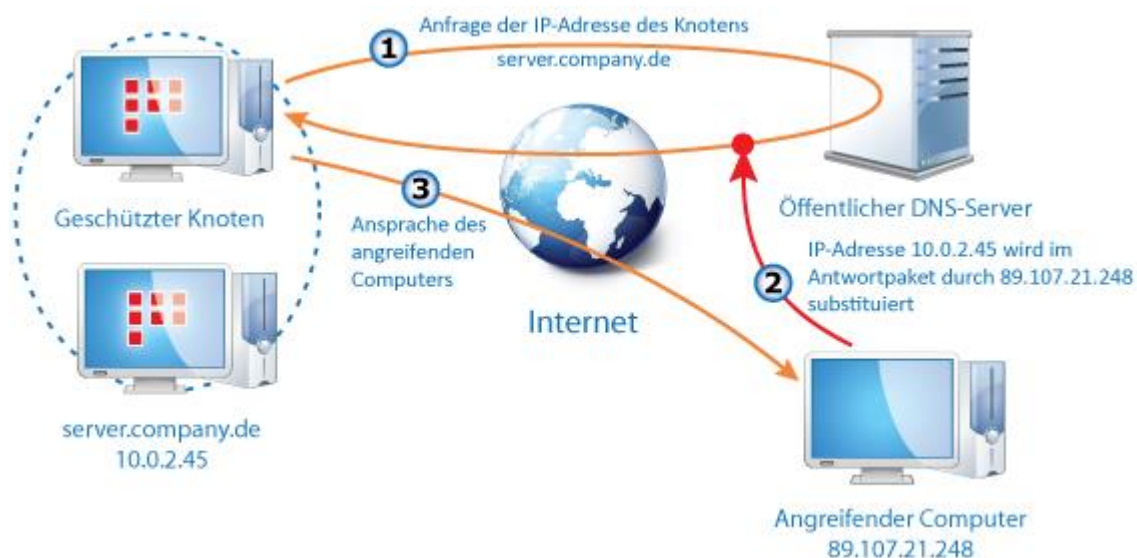 1
Anfrage der IP-Adresse des Knotens
server.company.de
Geschützter Knoten
3
Ansprache des
angreifenden
Computers
Öffentlicher DNS-Server
2
IP-Adresse 10.0.2.45 wird im
Antwortpaket durch 89.107.21.248
substituiert
Internet
server.company.de
10.0.2.45
Angreifender Computer
89.107.21.248